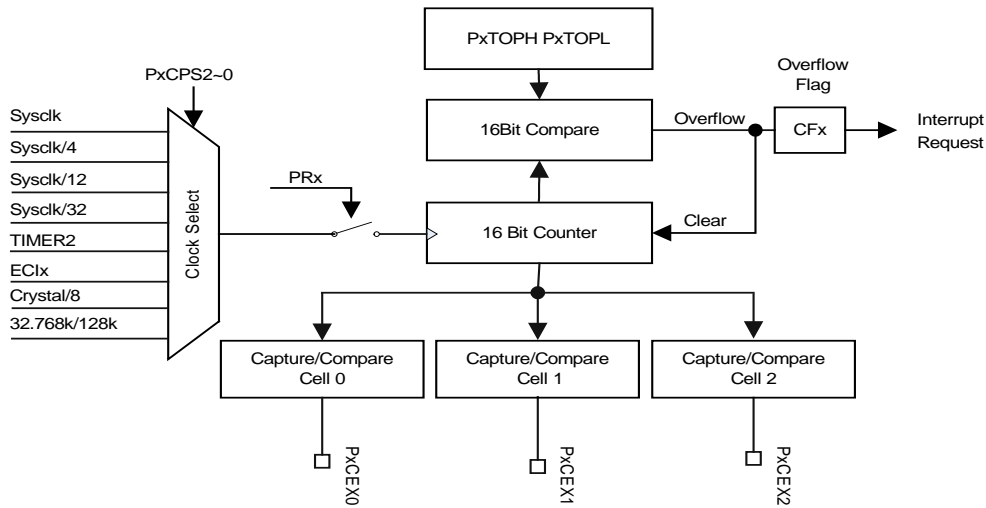 PxTOPH PxTOPL
Overflow
Flag
PxCPS2~0
Sysclk
Sysclk/4
Sysclk/12
Sysclk/32
TIMER2
ECIx
Crystal/8
32.768k/128k
Clock Select
PRx
16Bit Compare
Overflow
CFx
Interrupt
Request
16 Bit Counter
Clear
Capture/Compare
Cell 0
Capture/Compare
Cell 1
Capture/Compare
Cell 2
PxCEX0
PxCEX1
PxCEX2